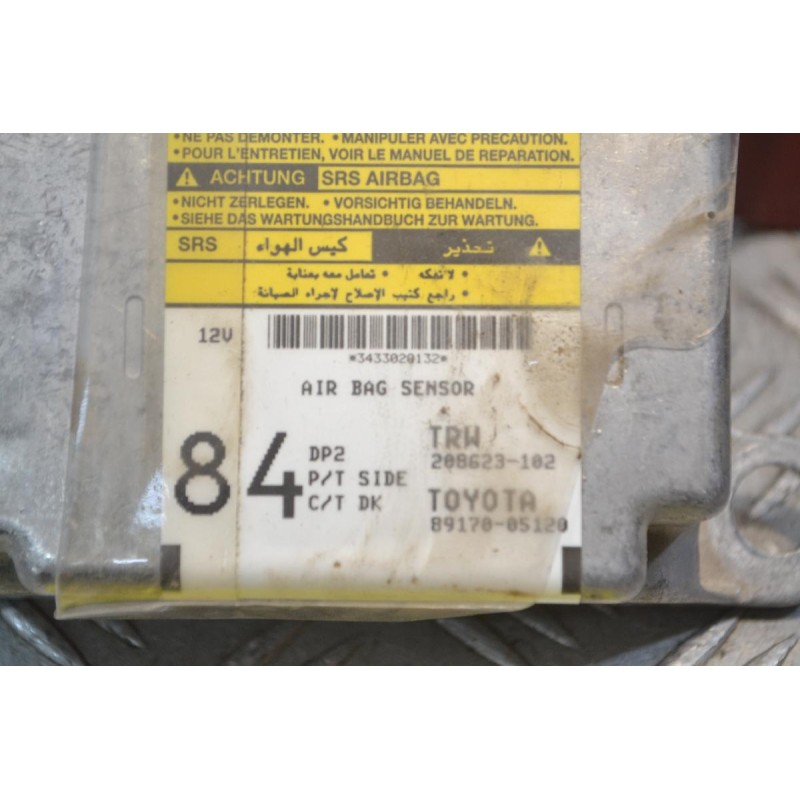 •NE PAS DEMONTER. •MANIPULER AVEC PRECAUTION.
•POUR L'ENTRETIEN, VOIR LE MANUEL DE REPARATION.
ACHTUNG SRS AIRBAG
•NICHT ZERLEGEN. •VORSICHTIG BEHANDELN.
•SIEHE DAS WARTUNGSHANDBUCH ZUR WARTUNG.
تحذير كيس الهواء SRS
• لا تفكه • تعامل معه بعناية
• راجع كتيب الإصلاح لإجراء الصيانة
12V
*3433020132*
AIR BAG SENSOR
84
DP2
P/T SIDE
C/T DK
TRW
208623-102
TOYOTA
89170-05120